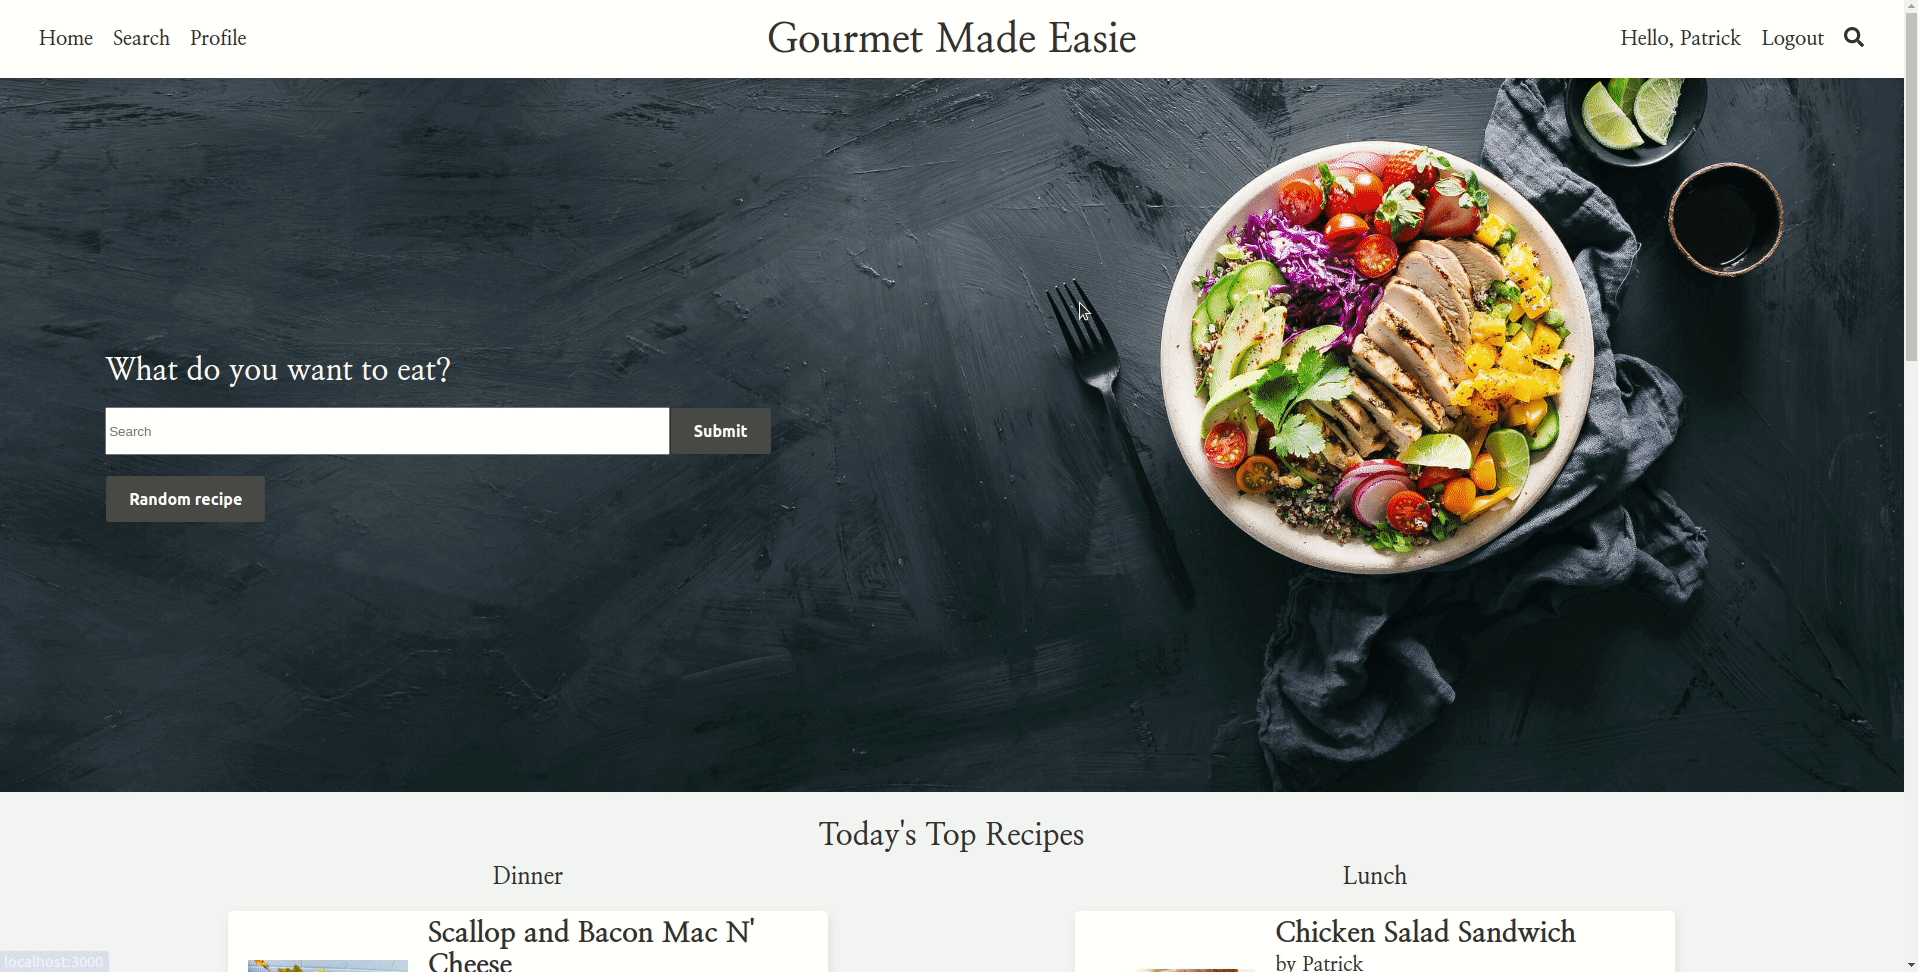 Home Search Profile
Gourmet Made Easie
Hello, Patrick Logout
What do you want to eat?
Search
Submit
Random recipe
Today's Top Recipes
Dinner
Lunch
Scallop and Bacon Mac N'
Cheese
Chicken Salad Sandwich
by Patrick
localhost:3000